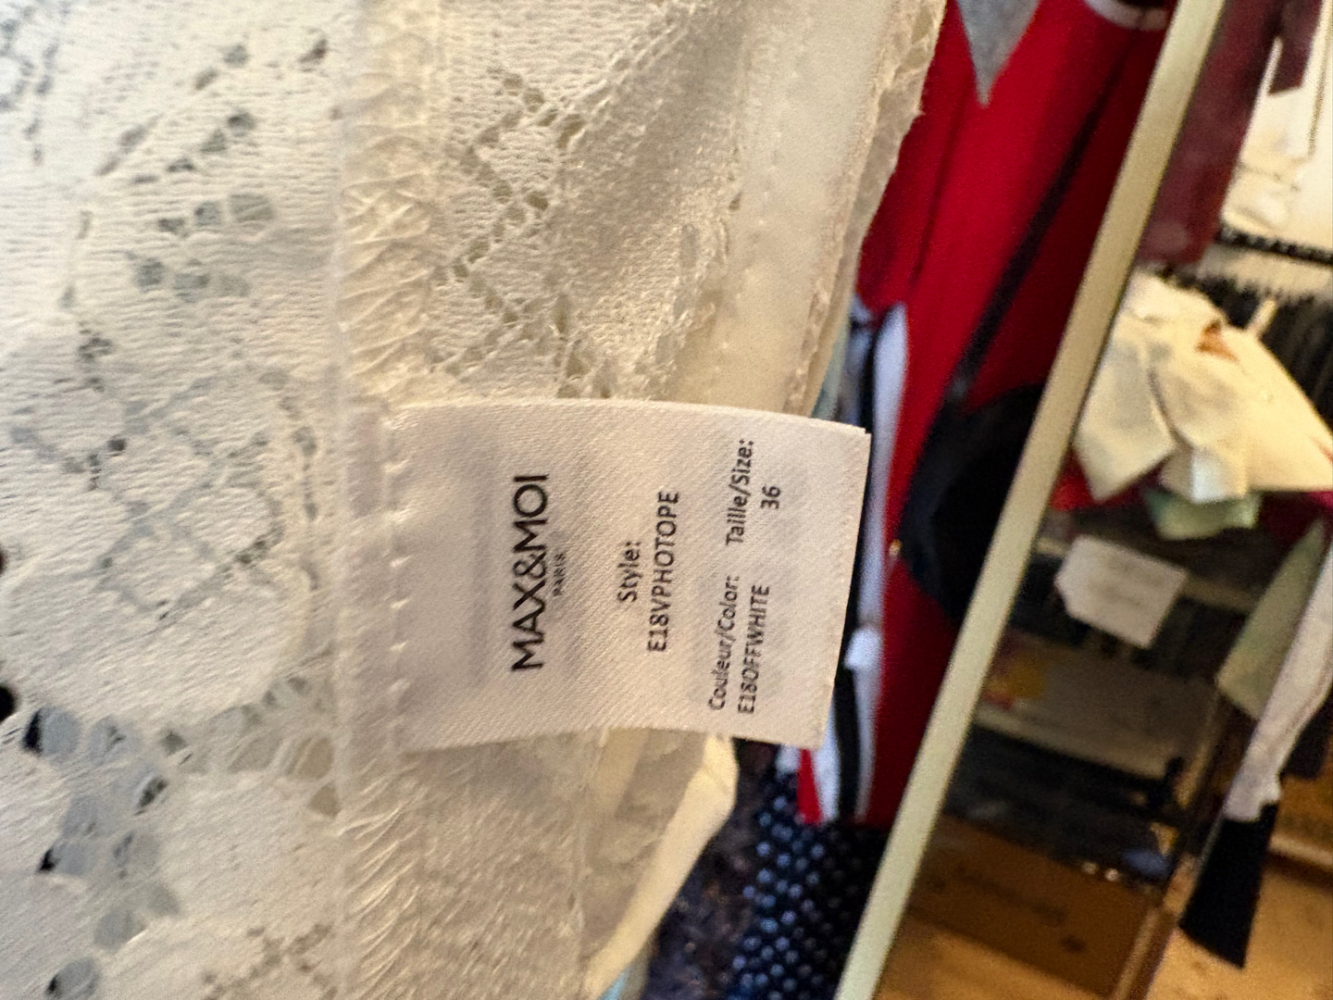 MAX&MOI
PARIS
Style:
E18VPHOTOPE
Couleur/Color: Taille/Size:
E18OFFWHITE 36